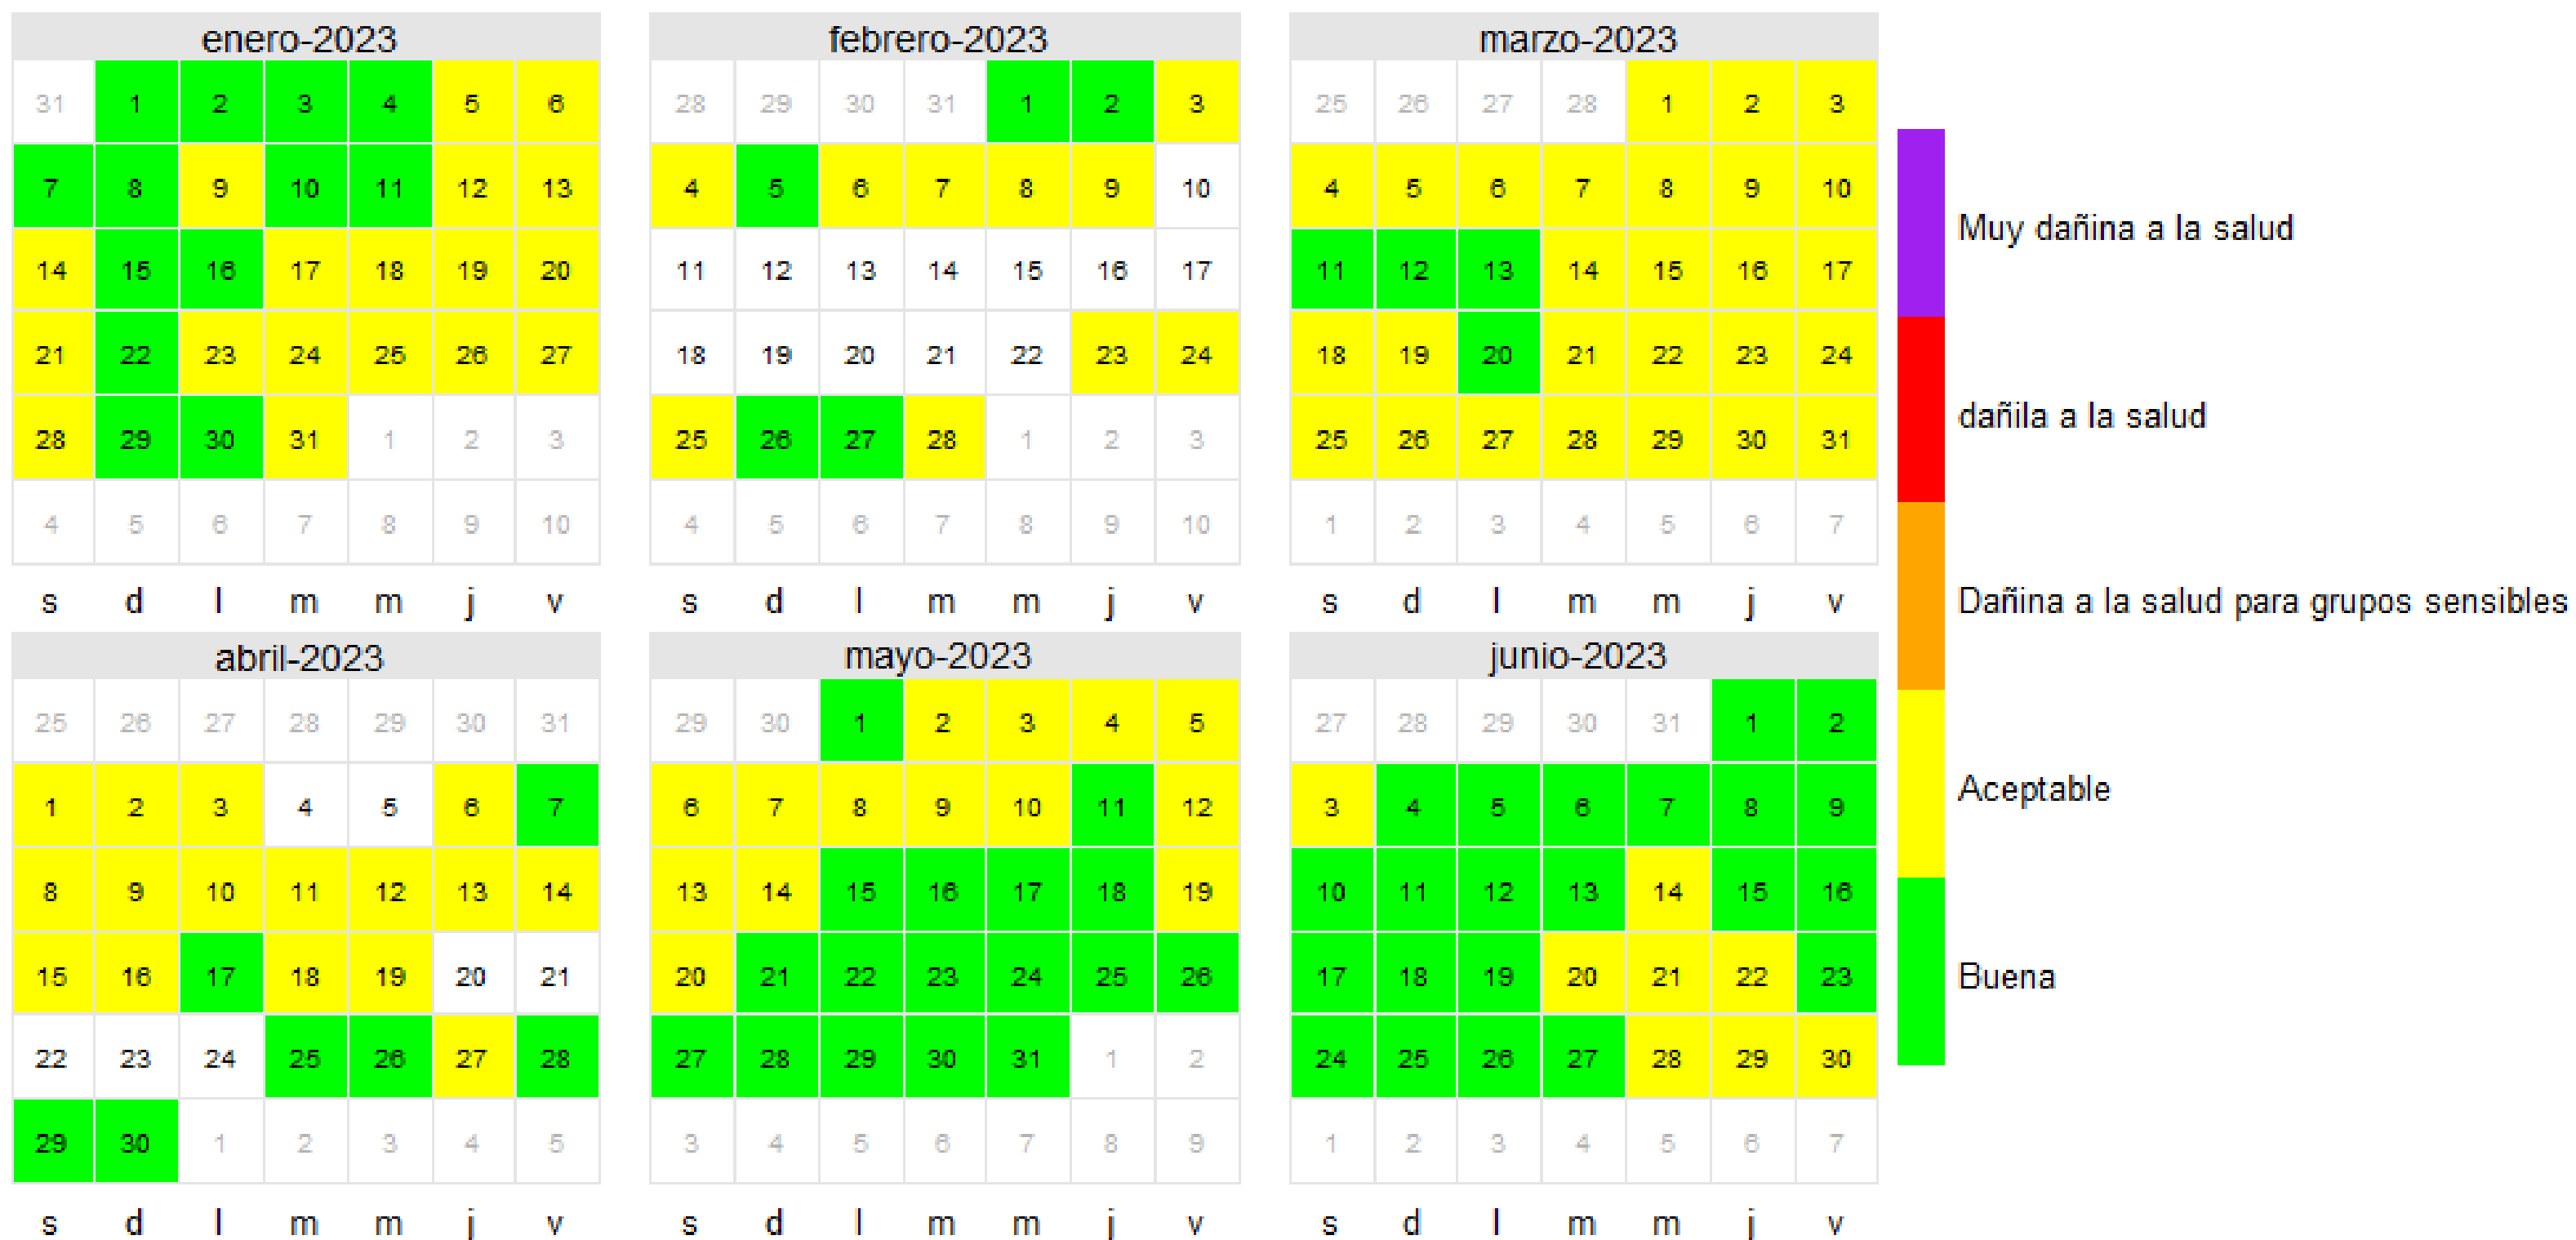 enero-2023
31 1 2 3 4 5 6
7 8 9 10 11 12 13
14 15 16 17 18 19 20
21 22 23 24 25 26 27
28 29 30 31 1 2 3
4 5 6 7 8 9 10
s d l m m j v
febrero-2023
28 29 30 31 1 2 3
4 5 6 7 8 9 10
11 12 13 14 15 16 17
18 19 20 21 22 23 24
25 26 27 28 1 2 3
4 5 6 7 8 9 10
s d l m m j v
marzo-2023
25 26 27 28 1 2 3
4 5 6 7 8 9 10
11 12 13 14 15 16 17
18 19 20 21 22 23 24
25 26 27 28 29 30 31
1 2 3 4 5 6 7
s d l m m j v
abril-2023
25 26 27 28 29 30 31
1 2 3 4 5 6 7
8 9 10 11 12 13 14
15 16 17 18 19 20 21
22 23 24 25 26 27 28
29 30 1 2 3 4 5
s d l m m j v
mayo-2023
29 30 1 2 3 4 5
6 7 8 9 10 11 12
13 14 15 16 17 18 19
20 21 22 23 24 25 26
27 28 29 30 31 1 2
3 4 5 6 7 8 9
s d l m m j v
junio-2023
27 28 29 30 31 1 2
3 4 5 6 7 8 9
10 11 12 13 14 15 16
17 18 19 20 21 22 23
24 25 26 27 28 29 30
1 2 3 4 5 6 7
s d l m m j v
Muy dañina a la salud
dañila a la salud
Dañina a la salud para grupos sensibles
Aceptable
Buena